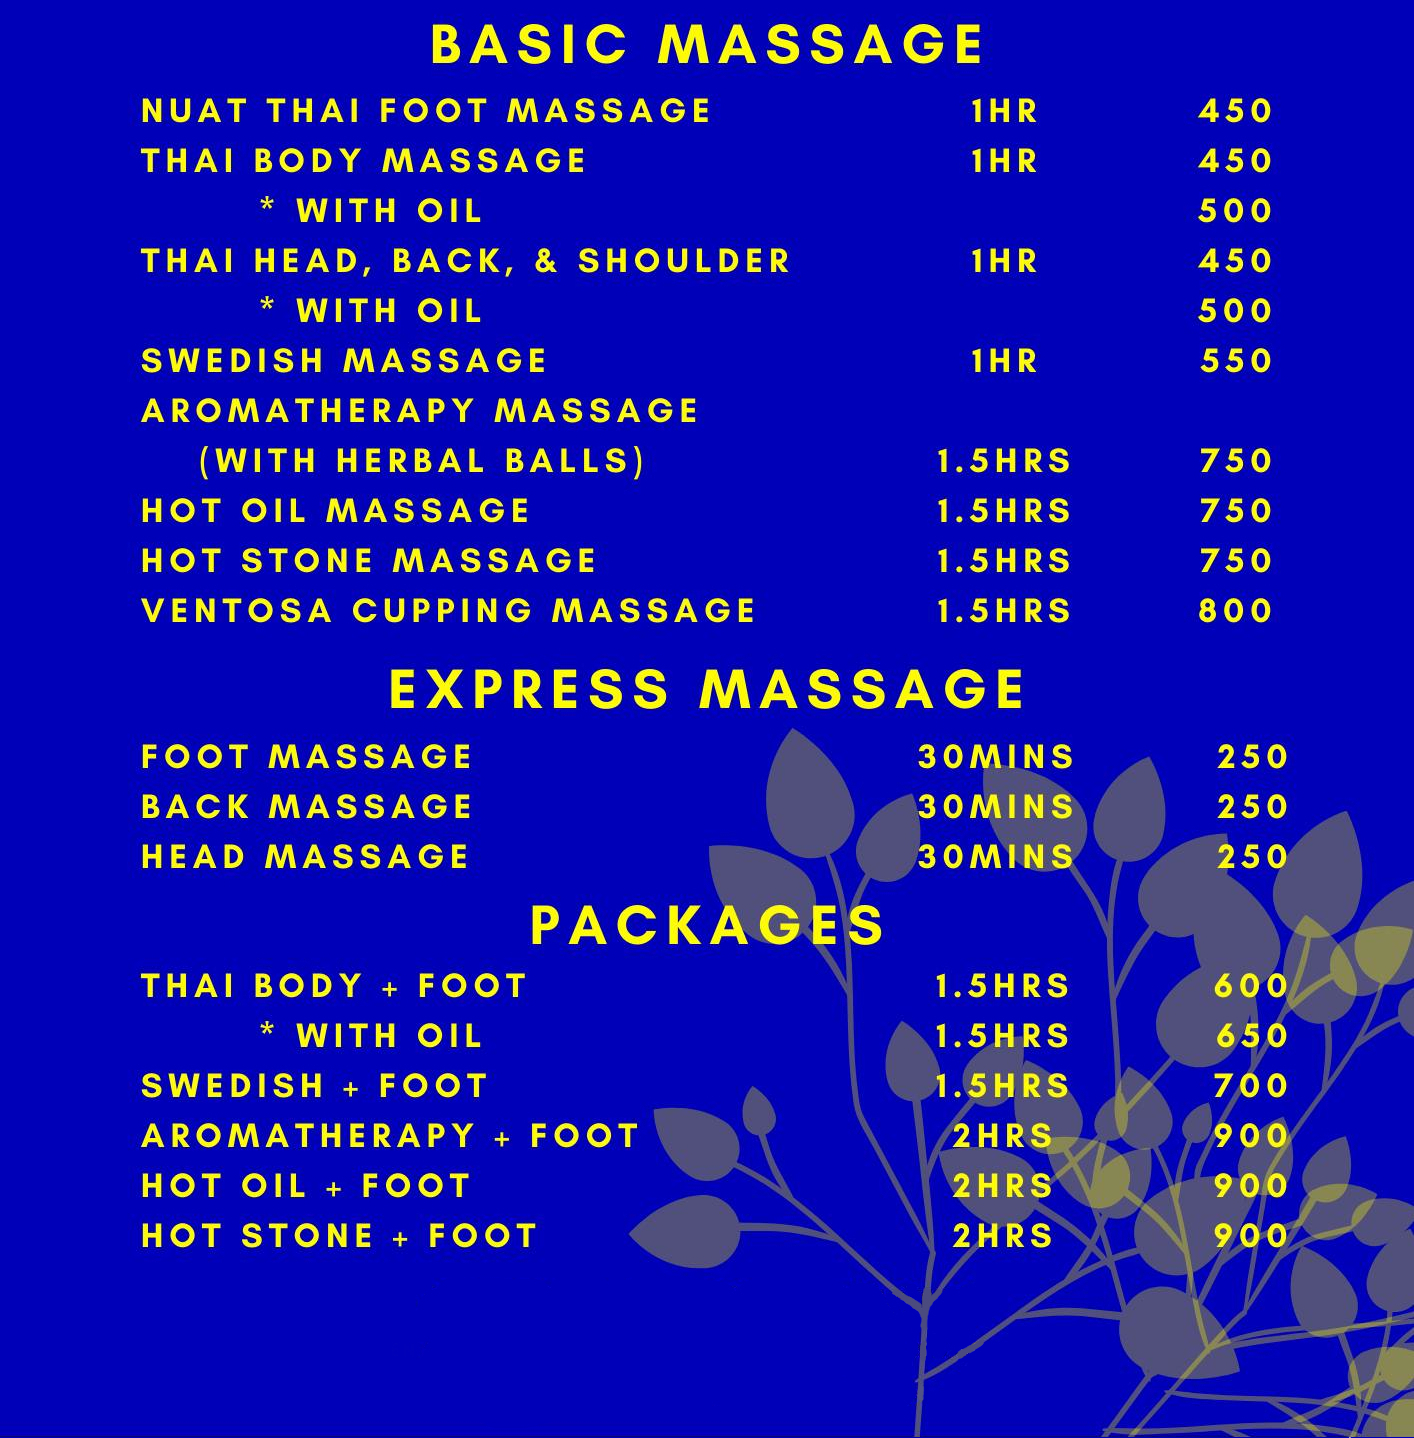 BASIC MASSAGE
NUAT THAI FOOT MASSAGE 1HR 450
THAI BODY MASSAGE 1HR 450
* WITH OIL 500
THAI HEAD, BACK, & SHOULDER 1HR 450
* WITH OIL 500
SWEDISH MASSAGE 1HR 550
AROMATHERAPY MASSAGE
(WITH HERBAL BALLS) 1.5HRS 750
HOT OIL MASSAGE 1.5HRS 750
HOT STONE MASSAGE 1.5HRS 750
VENTOSA CUPPING MASSAGE 1.5HRS 800
EXPRESS MASSAGE
FOOT MASSAGE 30MINS 250
BACK MASSAGE 30MINS 250
HEAD MASSAGE 30MINS 250
PACKAGES
THAI BODY + FOOT 1.5HRS 600
* WITH OIL 1.5HRS 650
SWEDISH + FOOT 1.5HRS 700
AROMATHERAPY + FOOT 2HRS 900
HOT OIL + FOOT 2HRS 900
HOT STONE + FOOT 2HRS 900